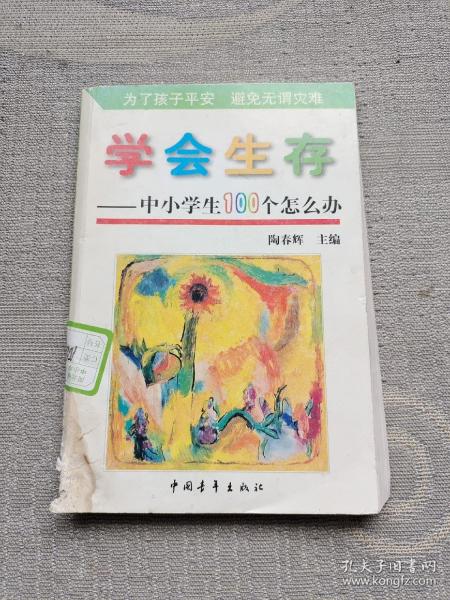 为了孩子平安 避免无谓灾难
学会生存
——中小学生100个怎么办
陶春辉 主编
中国青年出版社
孔夫子旧书网
www.kongfz.com